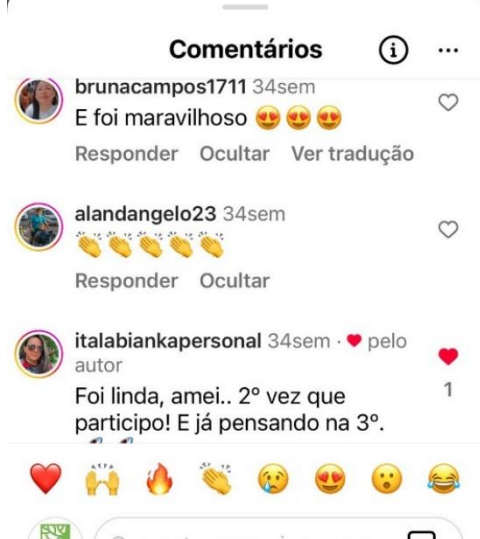 Comentários
brunacampos1711 34sem
E foi maravilhoso 😍😍😍
Responder Ocultar Ver tradução
alandangelo23 34sem
👏👏👏👏👏
Responder Ocultar
italabiankapersonal 34sem · ❤️ pelo
autor
1
Foi linda, amei.. 2º vez que
participo! E já pensando na 3º.